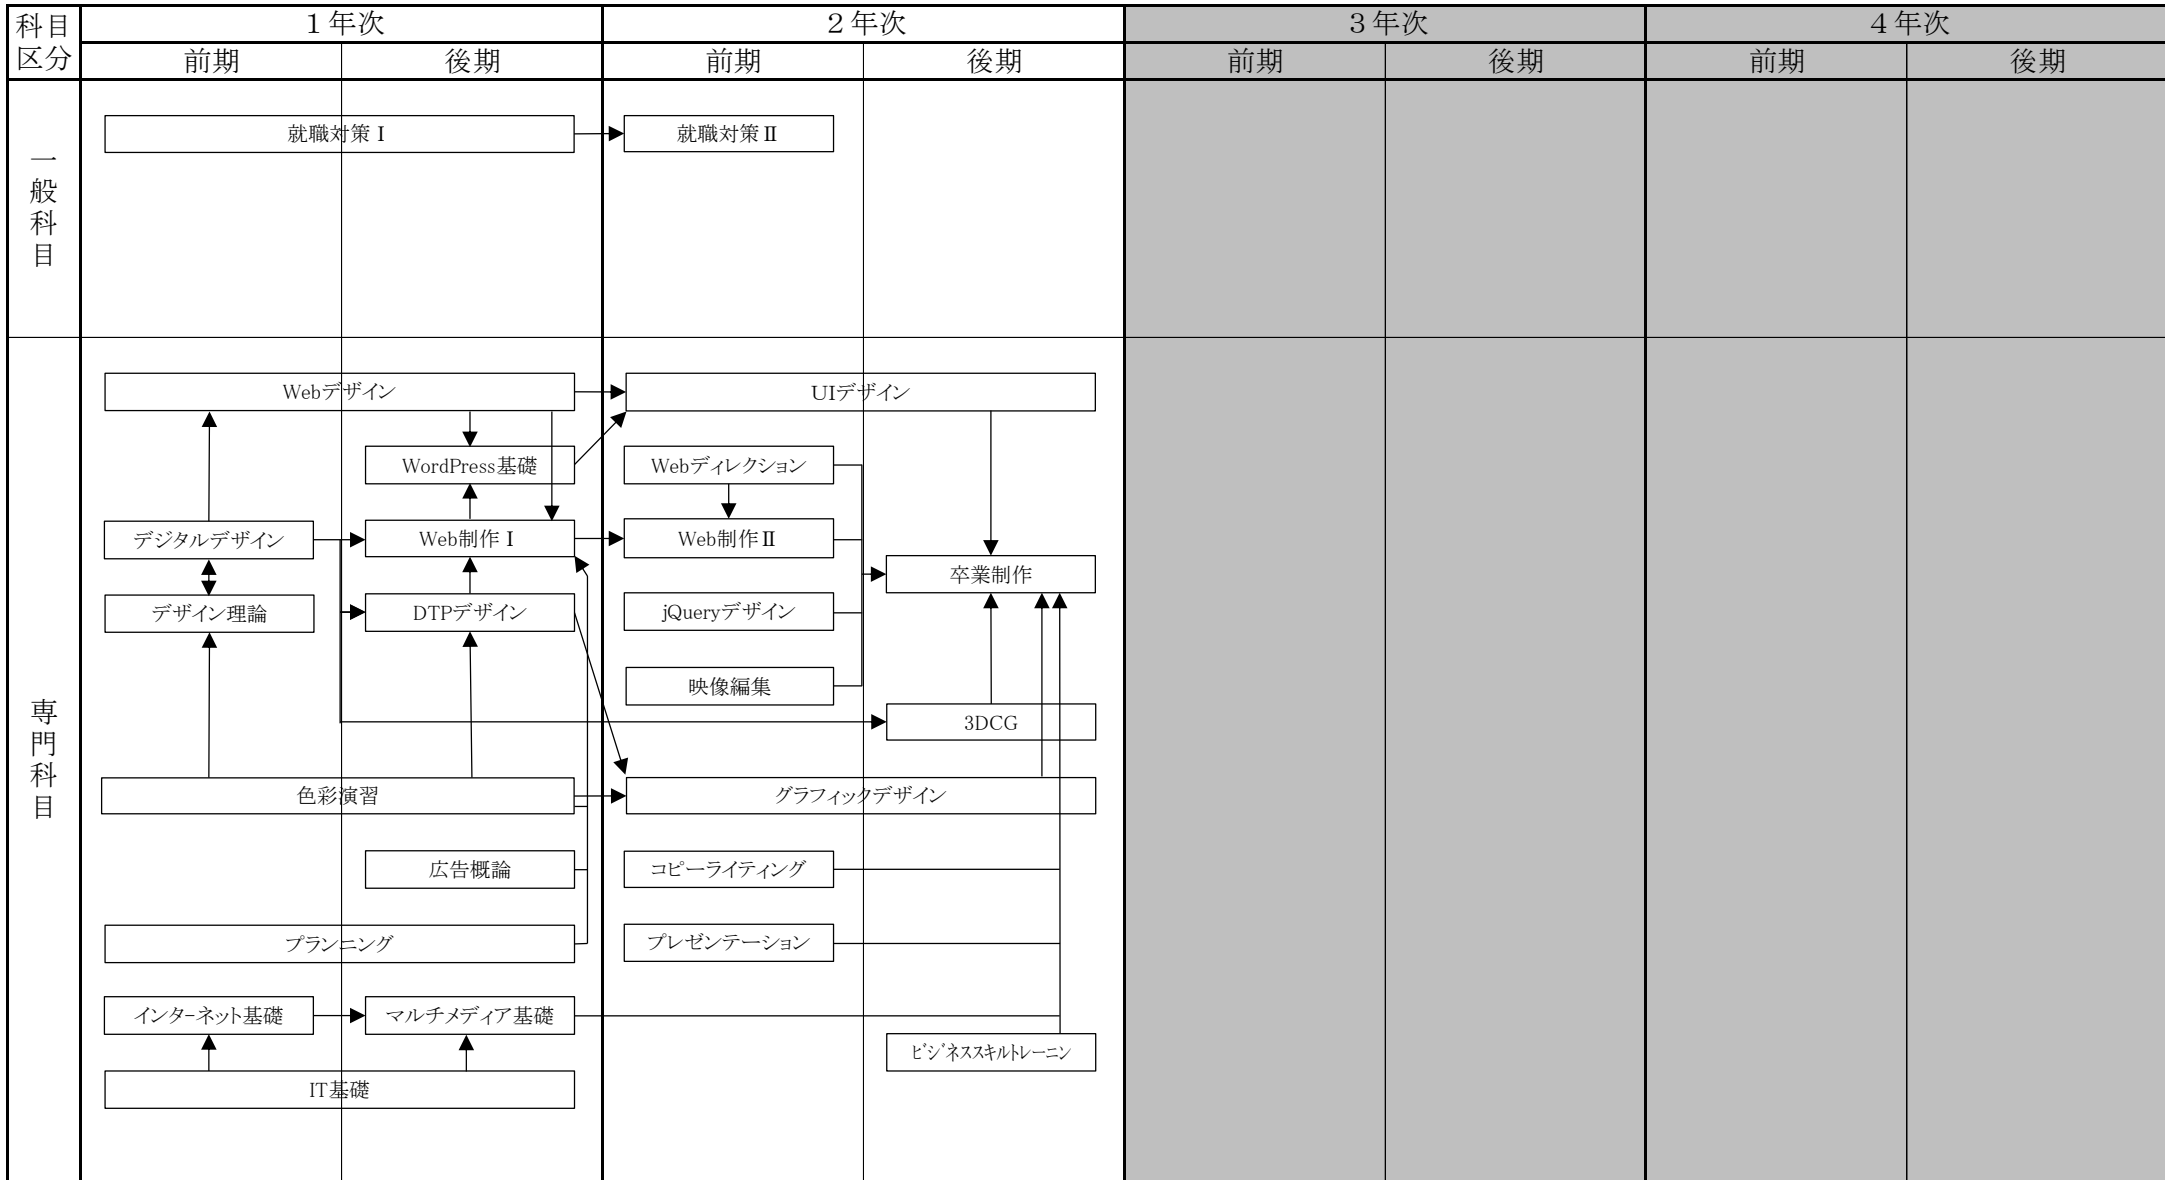 科目
区分
１年次
２年次
３年次
４年次
前期
後期
前期
後期
前期
後期
前期
後期
一般科目
就職対策Ⅰ
就職対策Ⅱ
専門科目
Webデザイン
UIデザイン
WordPress基礎
Webディレクション
デジタルデザイン
Web制作Ⅰ
Web制作Ⅱ
卒業制作
デザイン理論
DTPデザイン
jQueryデザイン
映像編集
3DCG
色彩演習
グラフィックデザイン
広告概論
コピーライティング
プランニング
プレゼンテーション
インターネット基礎
マルチメディア基礎
ビジネススキルトレーニン
IT基礎